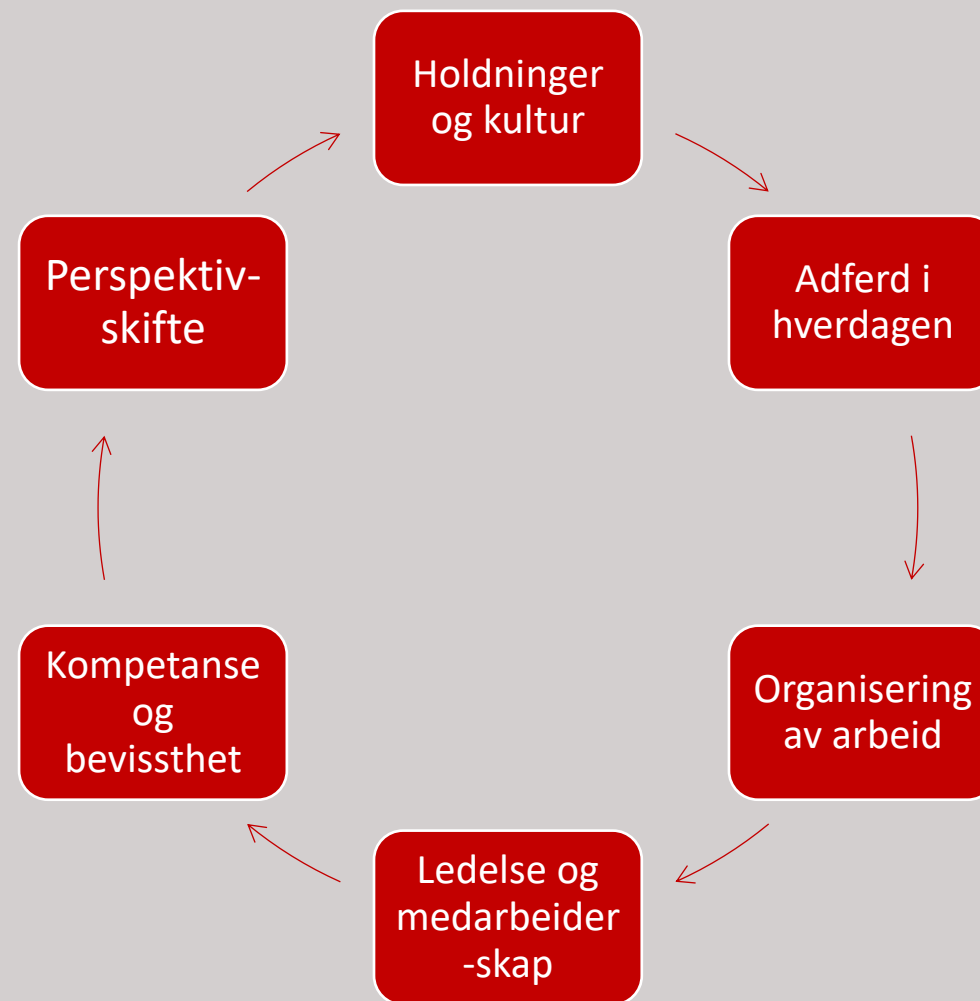 Holdninger
og kultur
Adferd i
hverdagen
Organisering
av arbeid
Ledelse og
medarbeider
-skap
Kompetanse
og
bevissthet
Perspektiv-
skifte